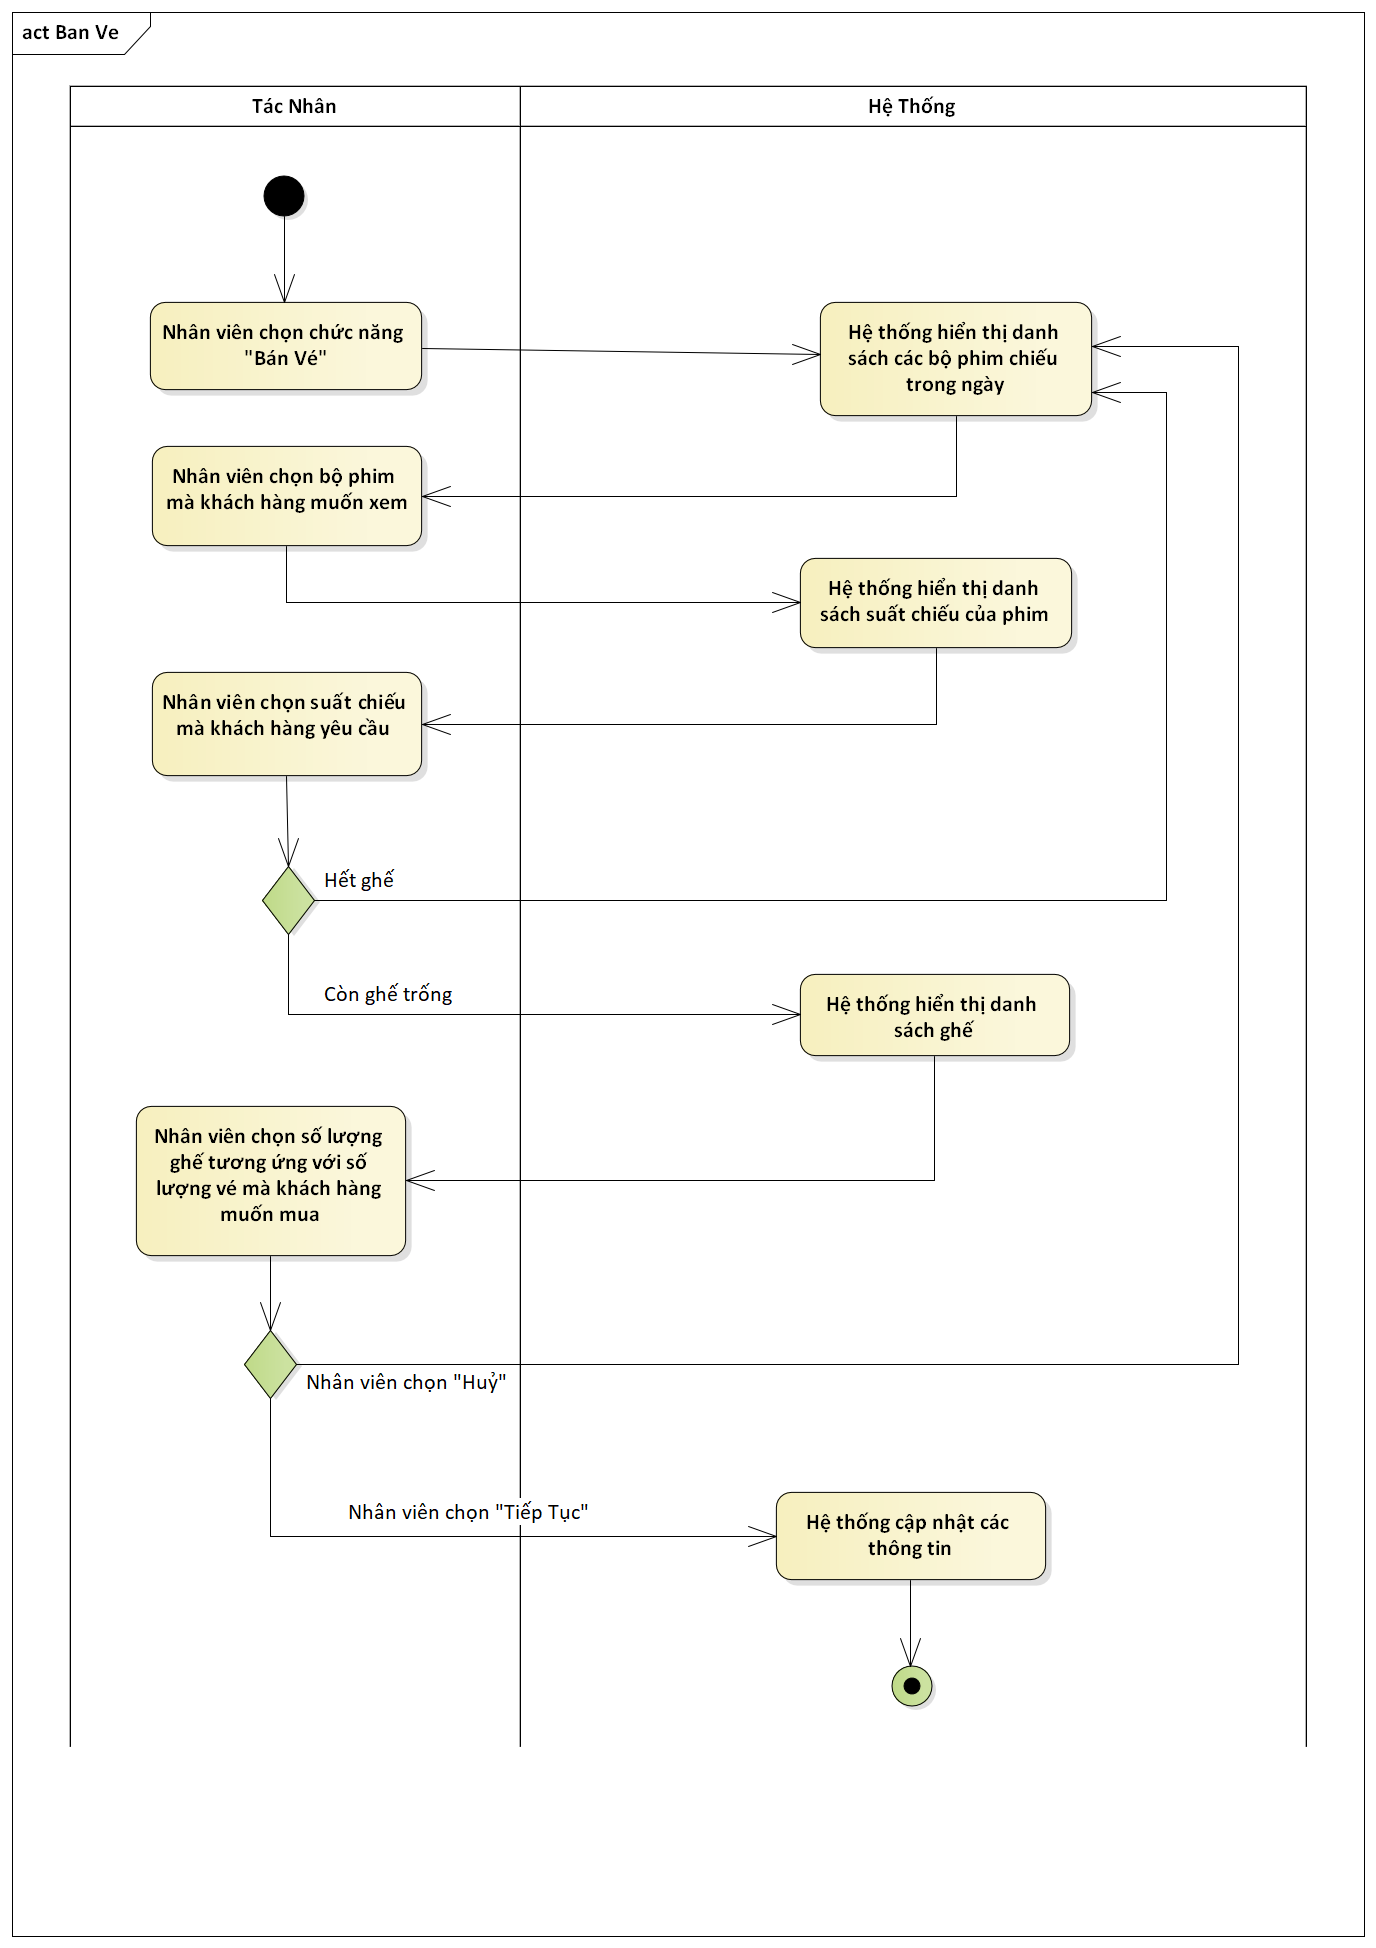 act Ban Ve
Tác Nhân
Hệ Thống
Nhân viên chọn chức năng
"Bán Vé"
Hệ thống hiển thị danh
sách các bộ phim chiếu
trong ngày
Nhân viên chọn bộ phim
mà khách hàng muốn xem
Hệ thống hiển thị danh
sách suất chiếu của phim
Nhân viên chọn suất chiếu
mà khách hàng yêu cầu
Hết ghế
Còn ghế trống
Hệ thống hiển thị danh
sách ghế
Nhân viên chọn số lượng
ghế tương ứng với số
lượng vé mà khách hàng
muốn mua
Nhân viên chọn "Huỷ"
Nhân viên chọn "Tiếp Tục"
Hệ thống cập nhật các
thông tin